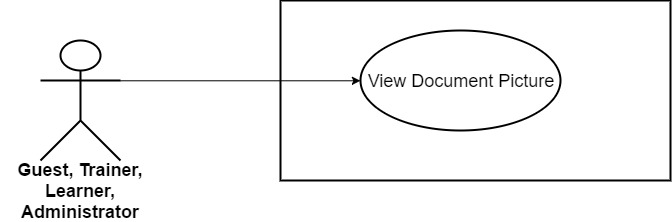 View Document Picture
Guest, Trainer,
Learner,
Administrator